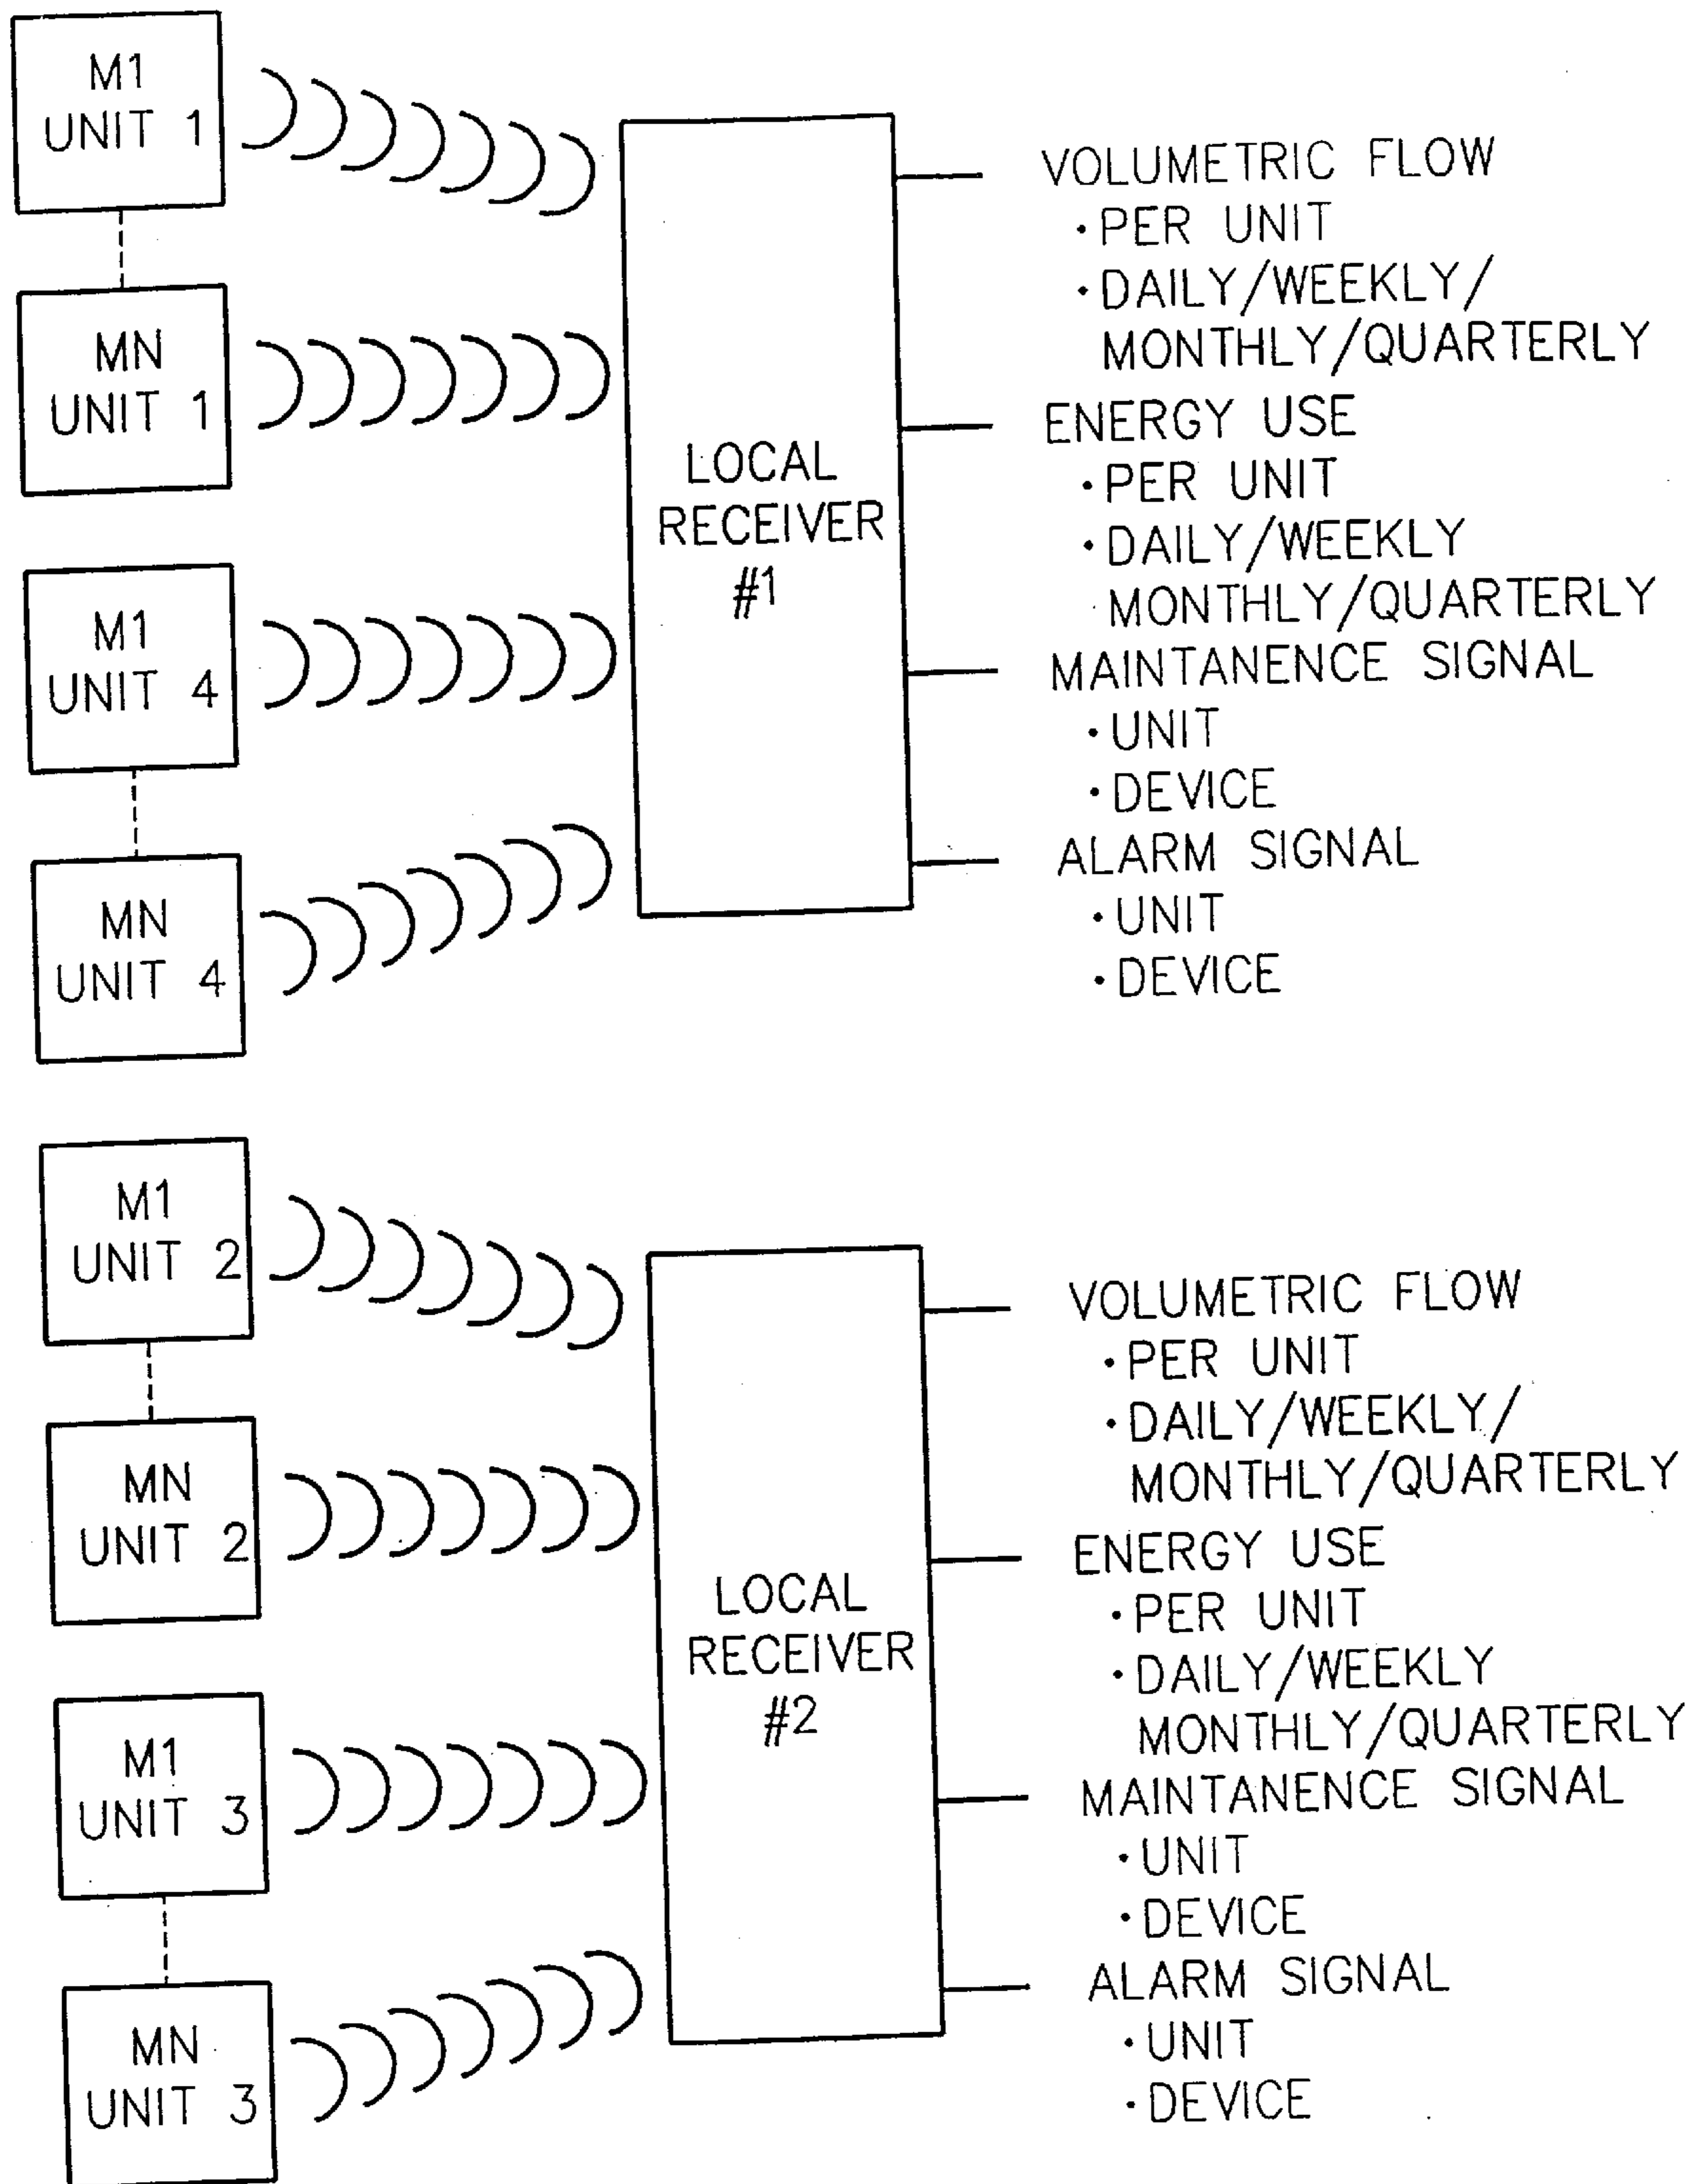 M1
UNIT 1
MN
UNIT 1
M1
UNIT 4
MN
UNIT 4
LOCAL
RECEIVER
#1
VOLUMETRIC FLOW
·PER UNIT
·DAILY/WEEKLY/
MONTHLY/QUARTERLY
ENERGY USE
·PER UNIT
·DAILY/WEEKLY
MONTHLY/QUARTERLY
MAINTANENCE SIGNAL
·UNIT
·DEVICE
ALARM SIGNAL
·UNIT
·DEVICE
M1
UNIT 2
MN
UNIT 2
M1
UNIT 3
MN
UNIT 3
LOCAL
RECEIVER
#2
VOLUMETRIC FLOW
·PER UNIT
·DAILY/WEEKLY/
MONTHLY/QUARTERLY
ENERGY USE
·PER UNIT
·DAILY/WEEKLY
MONTHLY/QUARTERLY
MAINTANENCE SIGNAL
·UNIT
·DEVICE
ALARM SIGNAL
·UNIT
·DEVICE